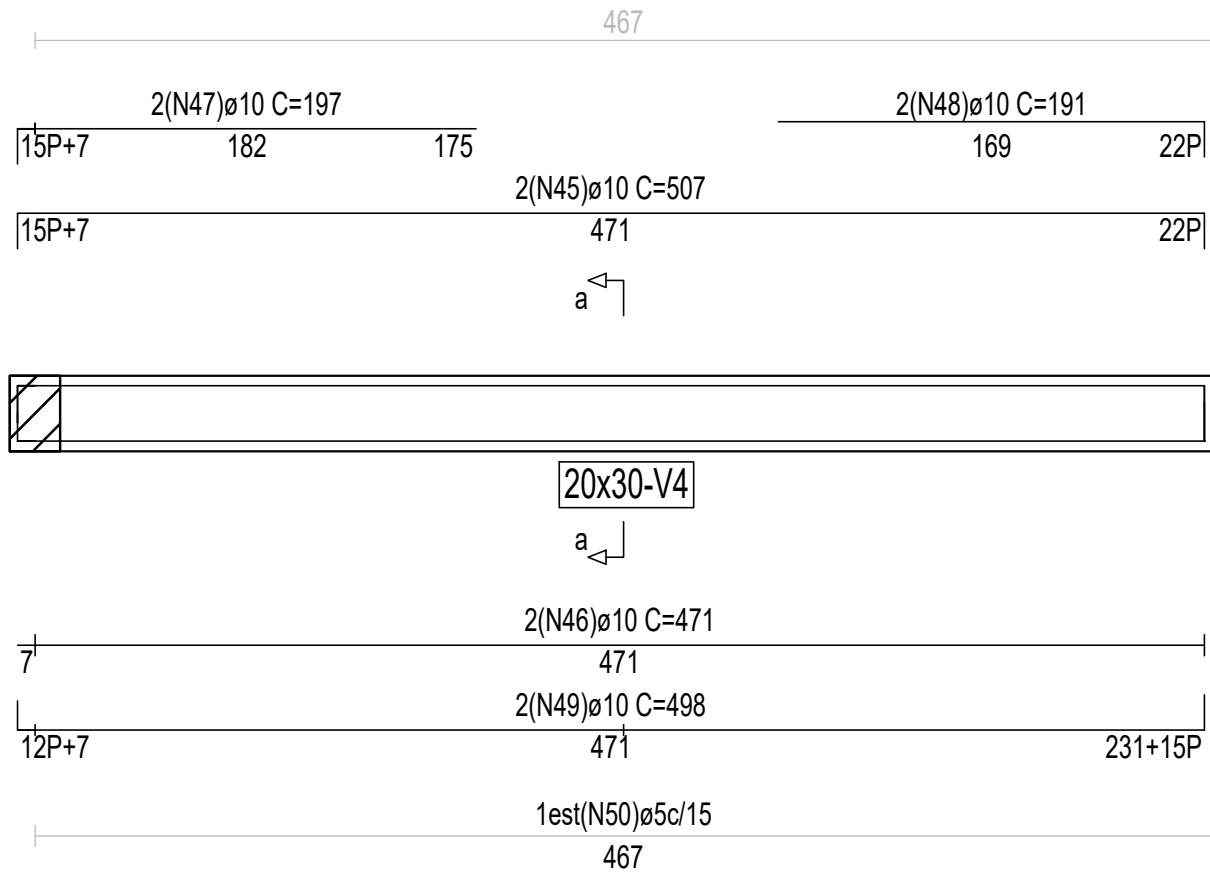 467
2(N47)ø10 C=197
2(N48)ø10 C=191
15P+7 182 175
169 22P
2(N45)ø10 C=507
15P+7 471 22P
a
20x30-V4
a
2(N46)ø10 C=471
7 471
2(N49)ø10 C=498
12P+7 471 231+15P
1est(N50)ø5c/15
467